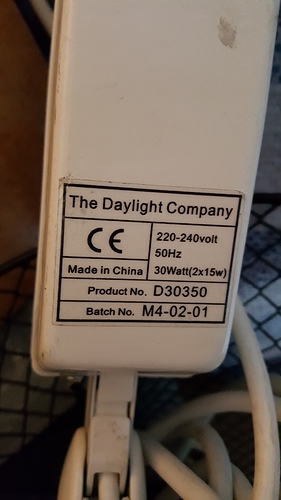 The Daylight Company
CE
220-240volt
50Hz
30Watt(2x15w)
Made in China
Product No. D30350
Batch No. M4-02-01